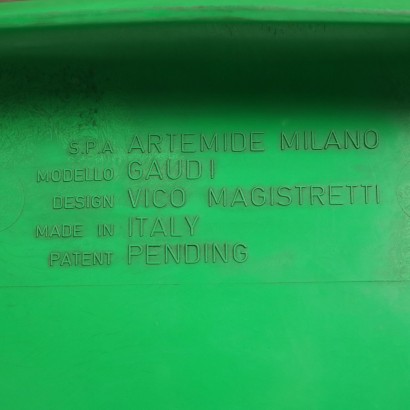 S.P.A ARTEMIDE MILANO
MODELLO GAUDI
DESIGN VICO MAGISTRETTI
MADE IN ITALY
PATENT PENDING